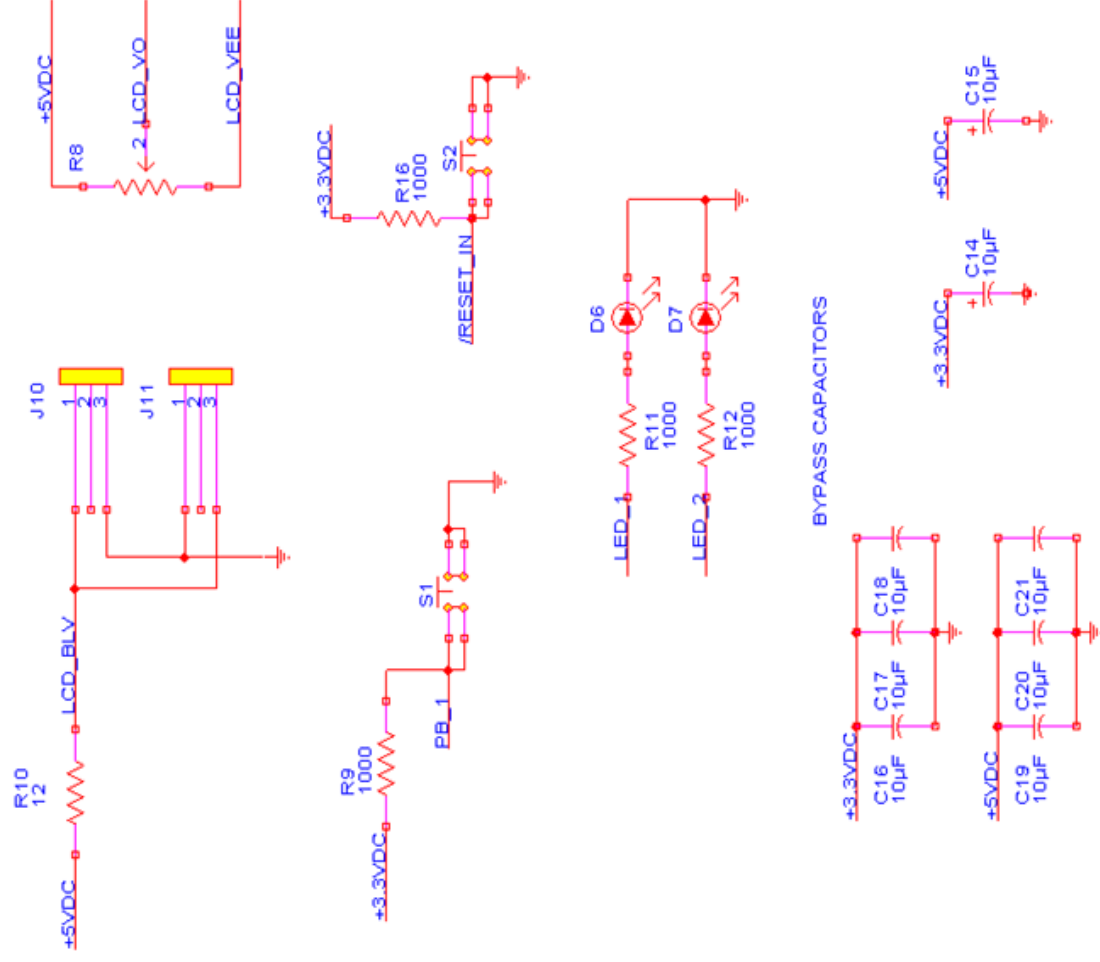 R10
12
+5VDC
LCD_BLV
J10
1
2
3
J11
1
2
3
+5VDC
R8
2
LCD_VO
LCD_VEE
R9
1000
+3.3VDC
PB_1
S1
+3.3VDC
R16
1000
S2
/RESET_IN
LED_1
R11
1000
D6
LED_2
R12
1000
D7
BYPASS CAPACITORS
+3.3VDC
C16
10µF
C17
10µF
C18
10µF
+3.3VDC
C14
10µF
+
+5VDC
C15
10µF
+
+5VDC
C19
10µF
C20
10µF
C21
10µF